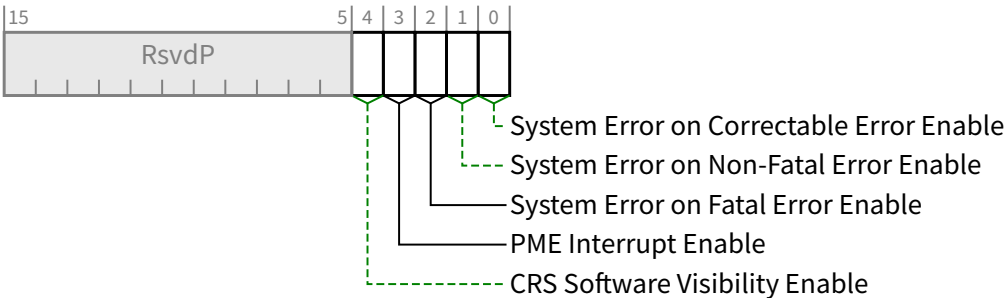 15 5 4 3 2 1 0
RsvdP
System Error on Correctable Error Enable
System Error on Non-Fatal Error Enable
System Error on Fatal Error Enable
PME Interrupt Enable
CRS Software Visibility Enable